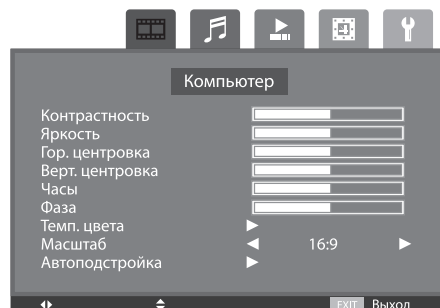 Компьютер
Контрастность
Яркость
Гор. центровка
Верт. центровка
Часы
Фаза
Темп. цвета
Масштаб 16:9
Автоподстройка
EXIT Выход